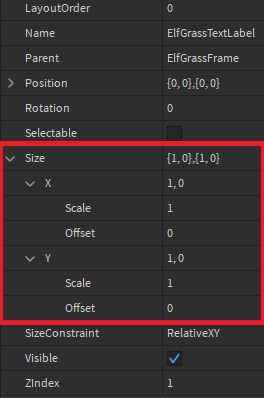 LayoutOrder 0
Name ElfGrassTextLabel
Parent ElfGrassFrame
Position {0, 0},{0, 0}
Rotation 0
Selectable
Size {1, 0},{1, 0}
X 1, 0
Scale 1
Offset 0
Y 1, 0
Scale 1
Offset 0
SizeConstraint RelativeXY
Visible
ZIndex 1